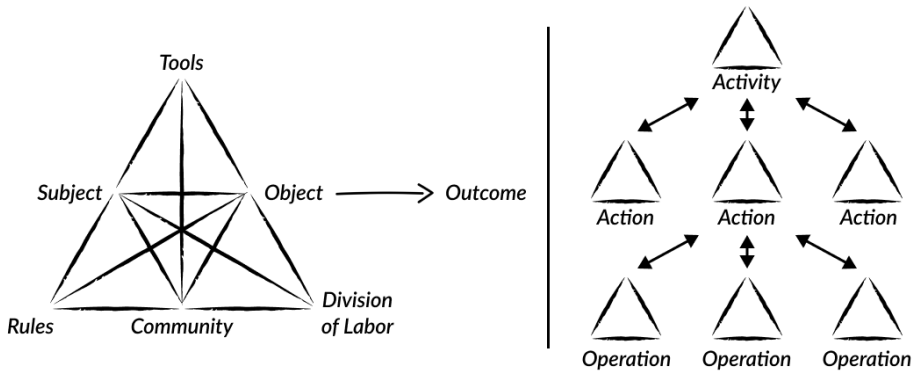 Tools
Subject
Object
Outcome
Rules
Community
Division
of Labor
Activity
Action
Action
Action
Operation
Operation
Operation